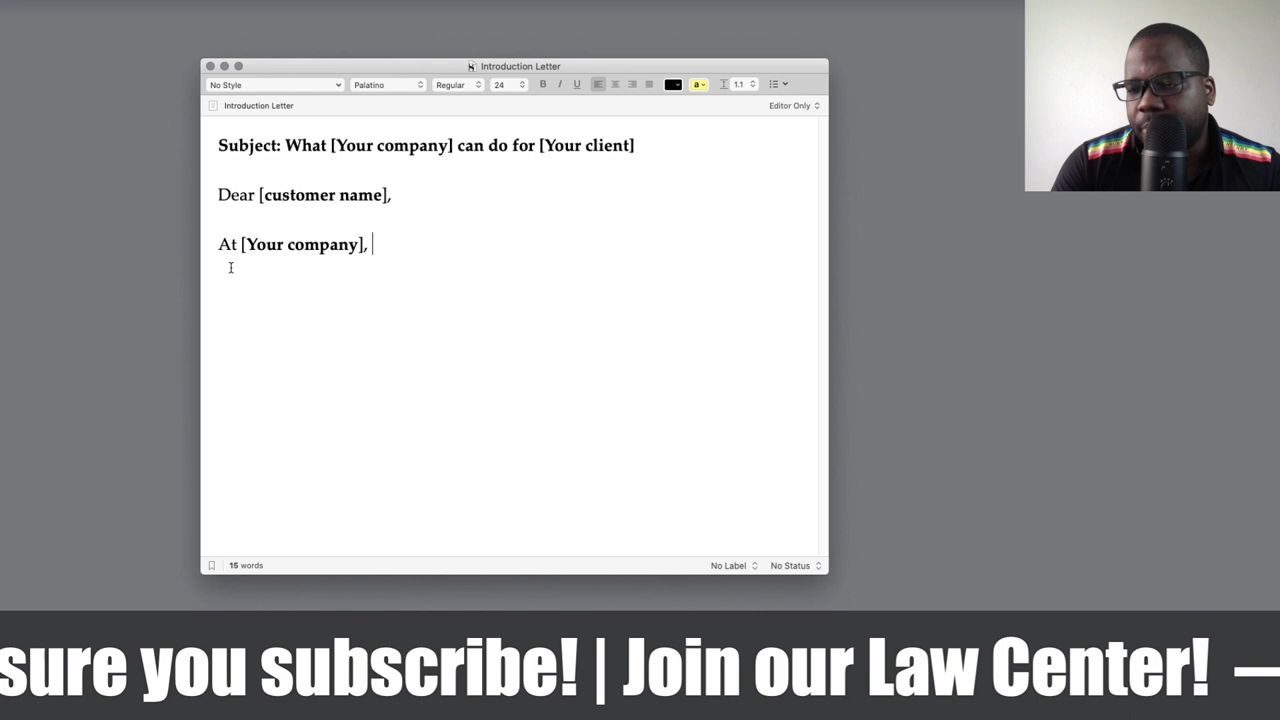 Introduction Letter
No Style Palatino Regular 24 B I U a 1.1
Introduction Letter Editor Only
Subject: What [Your company] can do for [Your client]
Dear [customer name],
At [Your company],
15 words No Label No Status
sure you subscribe! | Join our Law Center! —